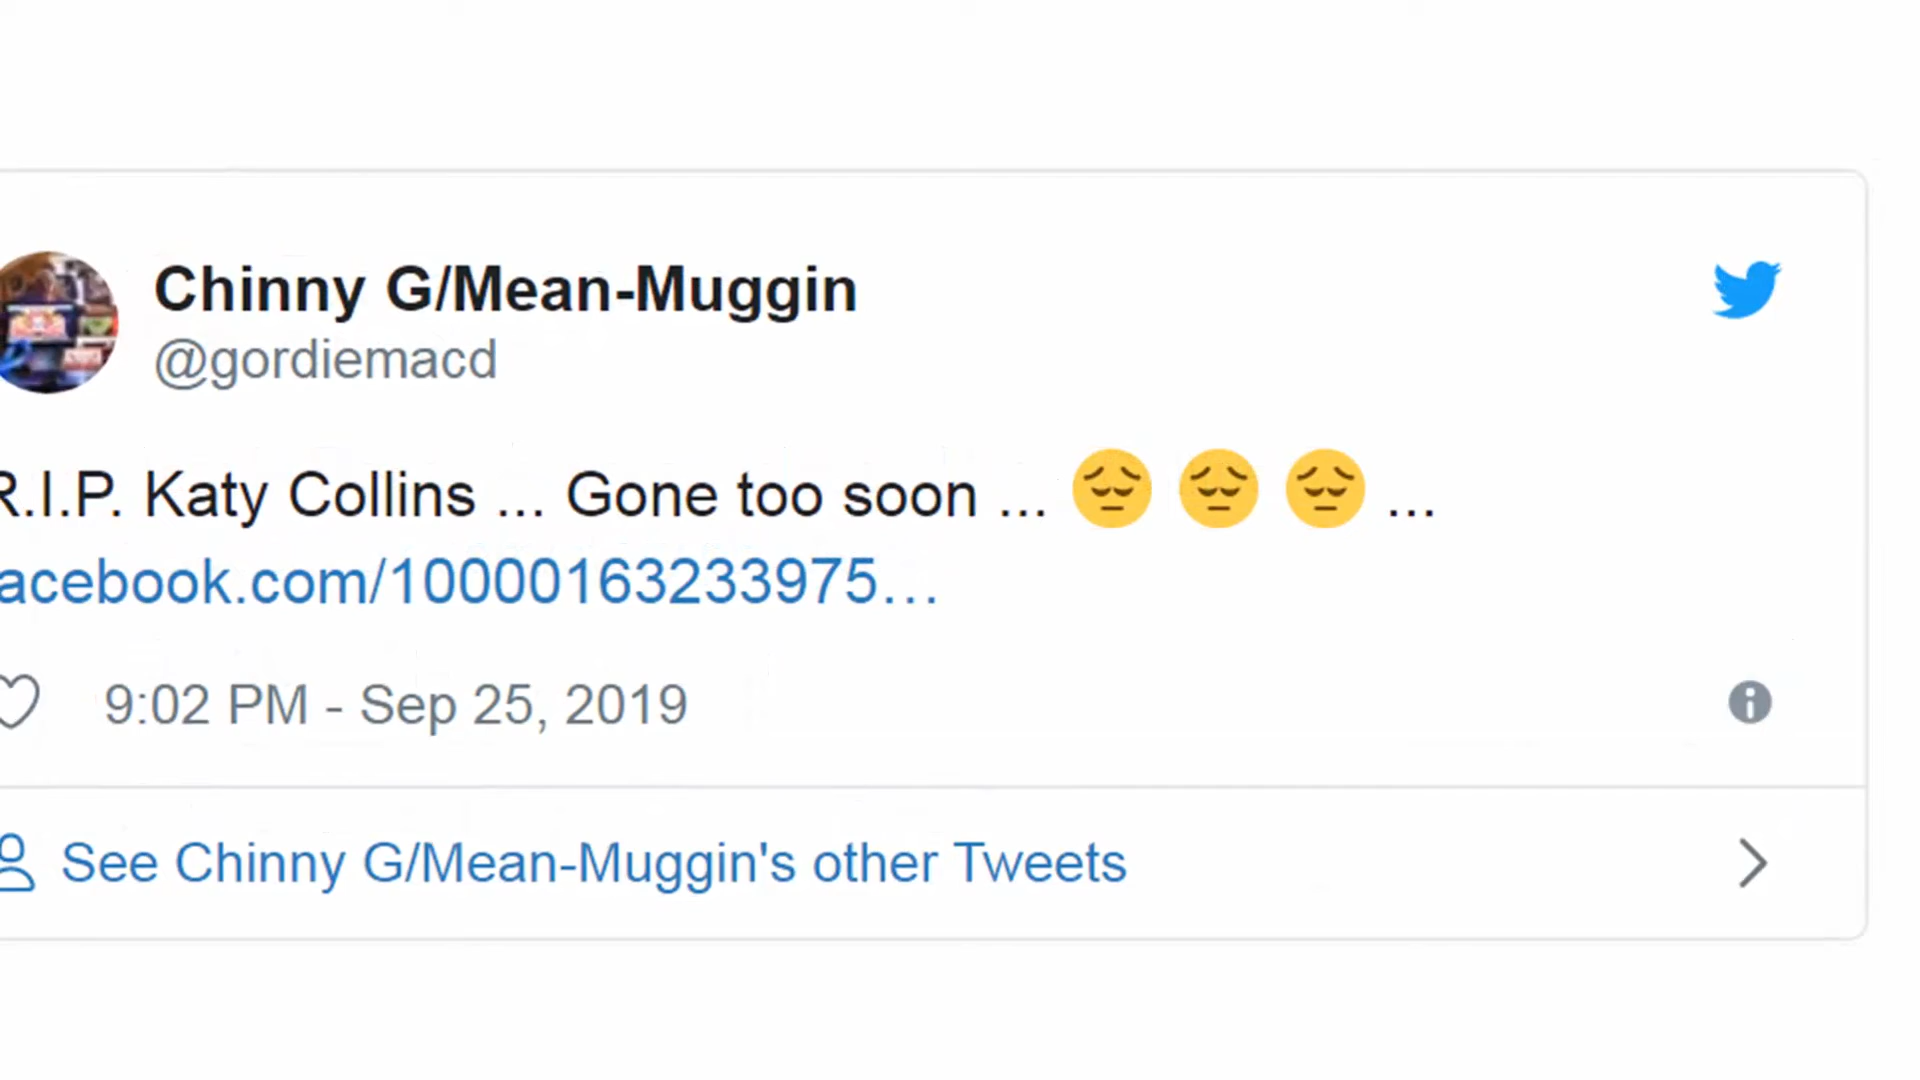 Chinny G/Mean-Muggin
@gordiemacd
R.I.P. Katy Collins ... Gone too soon ... 😔 😔 😔 ...
acebook.com/10000163233975…
9:02 PM - Sep 25, 2019
See Chinny G/Mean-Muggin's other Tweets